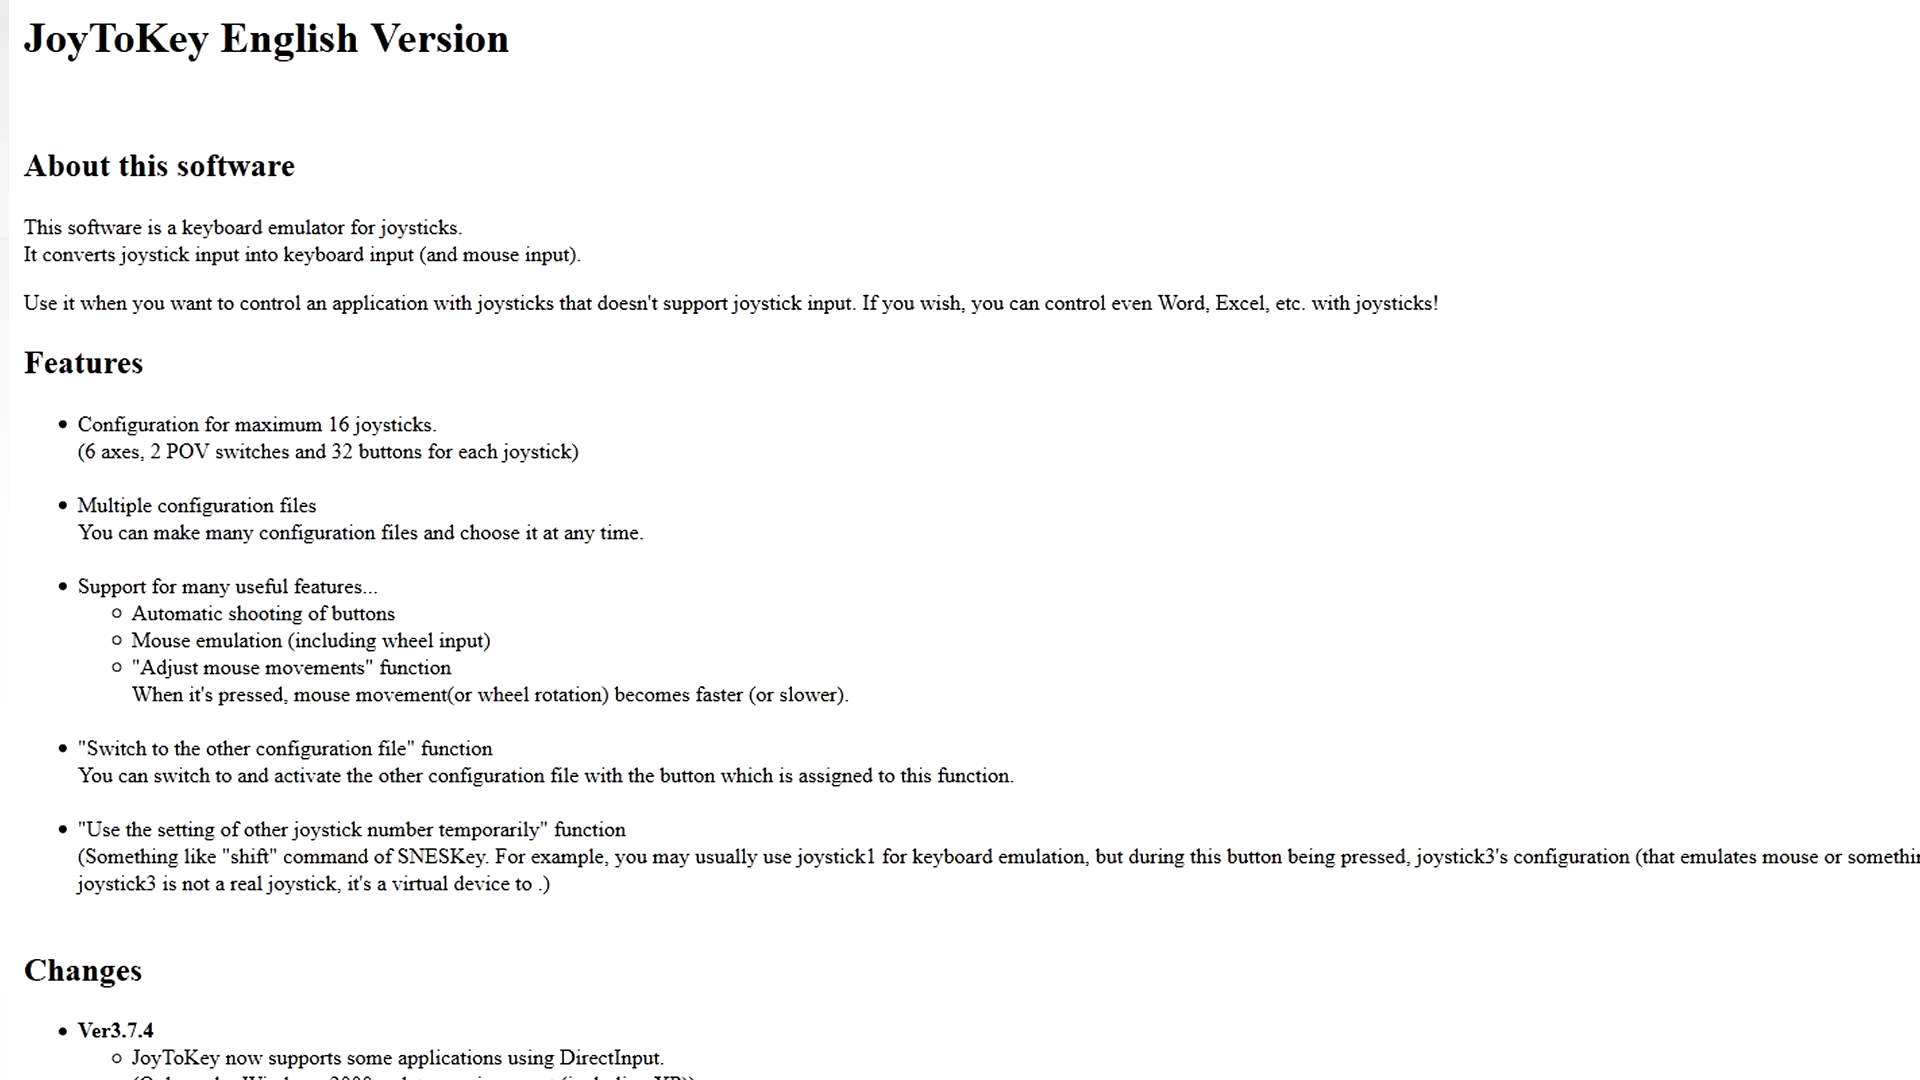 JoyToKey English Version
About this software
This software is a keyboard emulator for joysticks.
It converts joystick input into keyboard input (and mouse input).
Use it when you want to control an application with joysticks that doesn't support joystick input. If you wish, you can control even Word, Excel, etc. with joysticks!
Features
• Configuration for maximum 16 joysticks.
(6 axes, 2 POV switches and 32 buttons for each joystick)
• Multiple configuration files
You can make many configuration files and choose it at any time.
• Support for many useful features...
○ Automatic shooting of buttons
○ Mouse emulation (including wheel input)
○ "Adjust mouse movements" function
When it's pressed, mouse movement(or wheel rotation) becomes faster (or slower).
• "Switch to the other configuration file" function
You can switch to and activate the other configuration file with the button which is assigned to this function.
• "Use the setting of other joystick number temporarily" function
(Something like "shift" command of SNESKey. For example, you may usually use joystick1 for keyboard emulation, but during this button being pressed, joystick3's configuration (that emulates mouse or
joystick3 is not a real joystick, it's a virtual device to .)
Changes
• Ver3.7.4
○ JoyToKey now supports some applications using DirectInput.